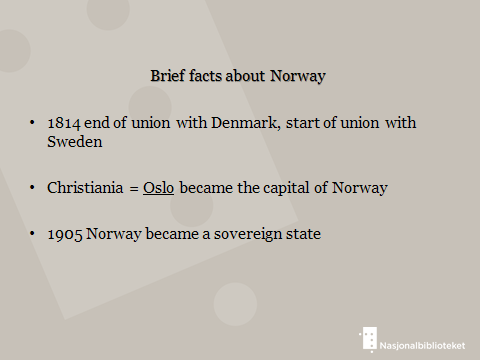 Brief facts about Norway
• 1814 end of union with Denmark, start of union with
Sweden
• Christiania = Oslo became the capital of Norway
• 1905 Norway became a sovereign state
Nasjonalbiblioteket